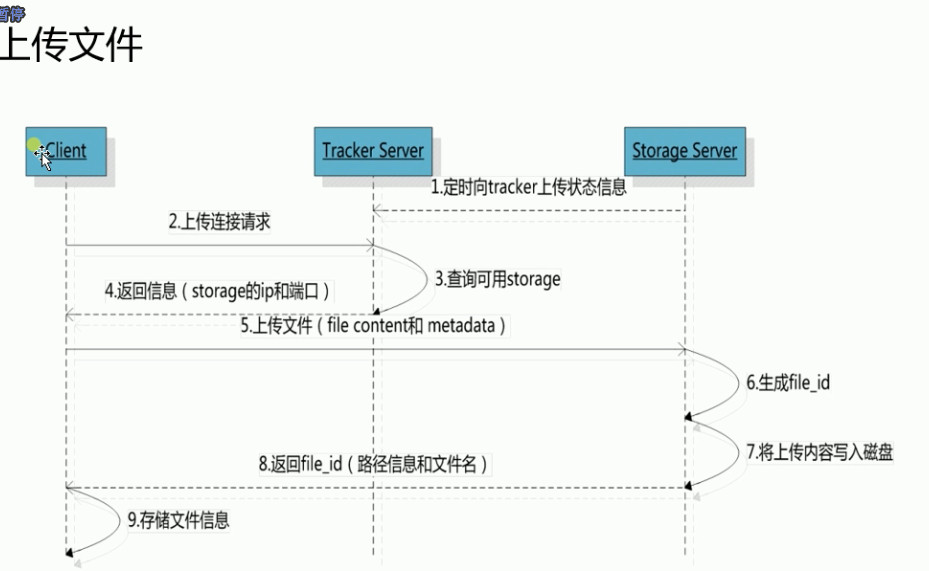 暂停
上传文件
Client
Tracker Server
Storage Server
1.定时向tracker上传状态信息
2.上传连接请求
3.查询可用storage
4.返回信（storage的ip和端口）
5.上传文件（file content和 metadata）
6.生成file_id
7.将上传内容写入磁盘
8.返回file_id（路径信息和文件名）
9.存储文件信息